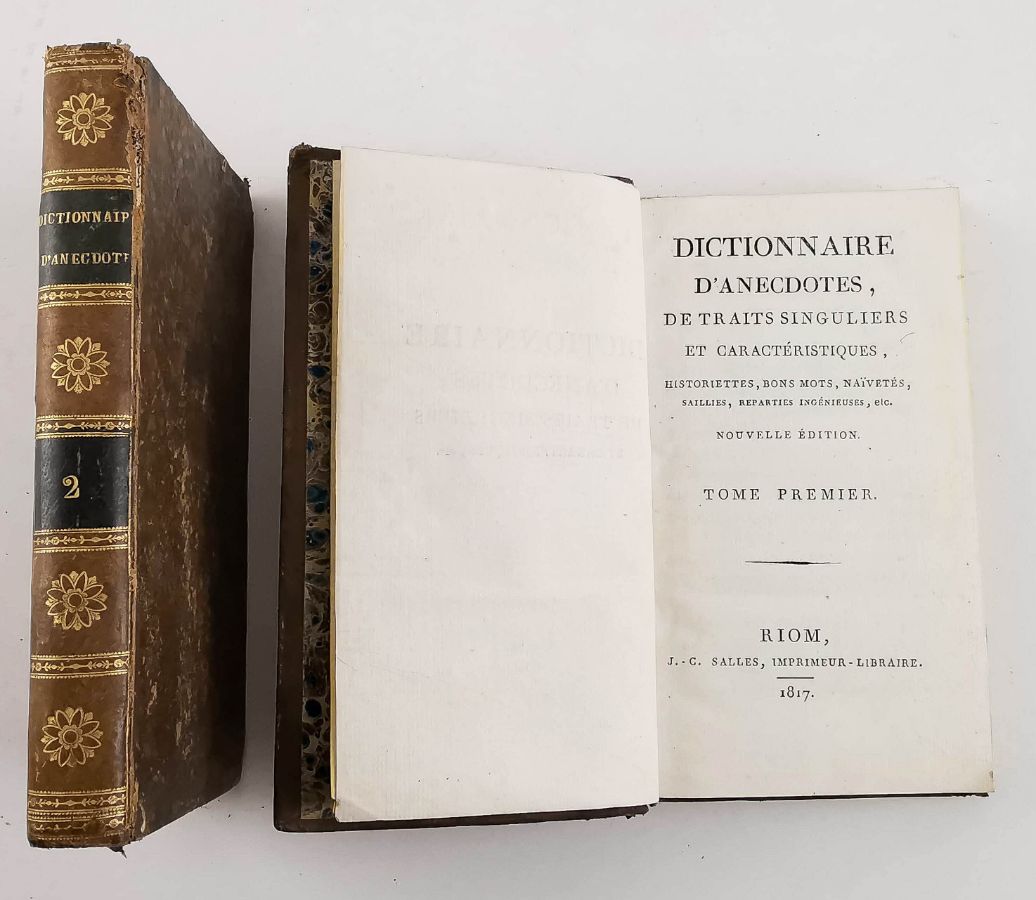 DICTIONNAIR
D'ANECDOTE
2
DICTIONNAIRE
D'ANECDOTES,
DE TRAITS SINGULIERS
ET CARACTÉRISTIQUES,
HISTORIETTES, BONS MOTS, NAÏVETÉS,
SAILLIES, REPARTIES INGÉNIEUSES, etc.
NOUVELLE ÉDITION.
TOME PREMIER.
RIOM,
J.-C. SALLES, IMPRIMEUR-LIBRAIRE.
1817.